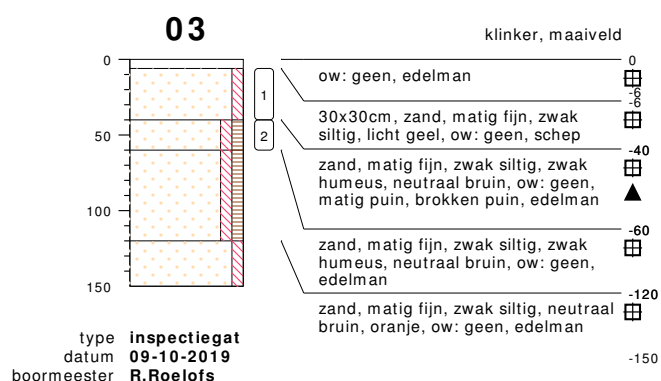 03
klinker, maaiveld
0
50
100
150
1
2
0
ow: geen, edelman
-6
-6
30x30cm, zand, matig fijn, zwak
siltig, licht geel, ow: geen, schep
-40
zand, matig fijn, zwak siltig, zwak
humeus, neutraal bruin, ow: geen,
matig puin, brokken puin, edelman
-60
zand, matig fijn, zwak siltig, zwak
humeus, neutraal bruin, ow: geen,
edelman
-120
zand, matig fijn, zwak siltig, neutraal
bruin, oranje, ow: geen, edelman
-150
type inspectiegat
datum 09-10-2019
boormeester R.Roelofs